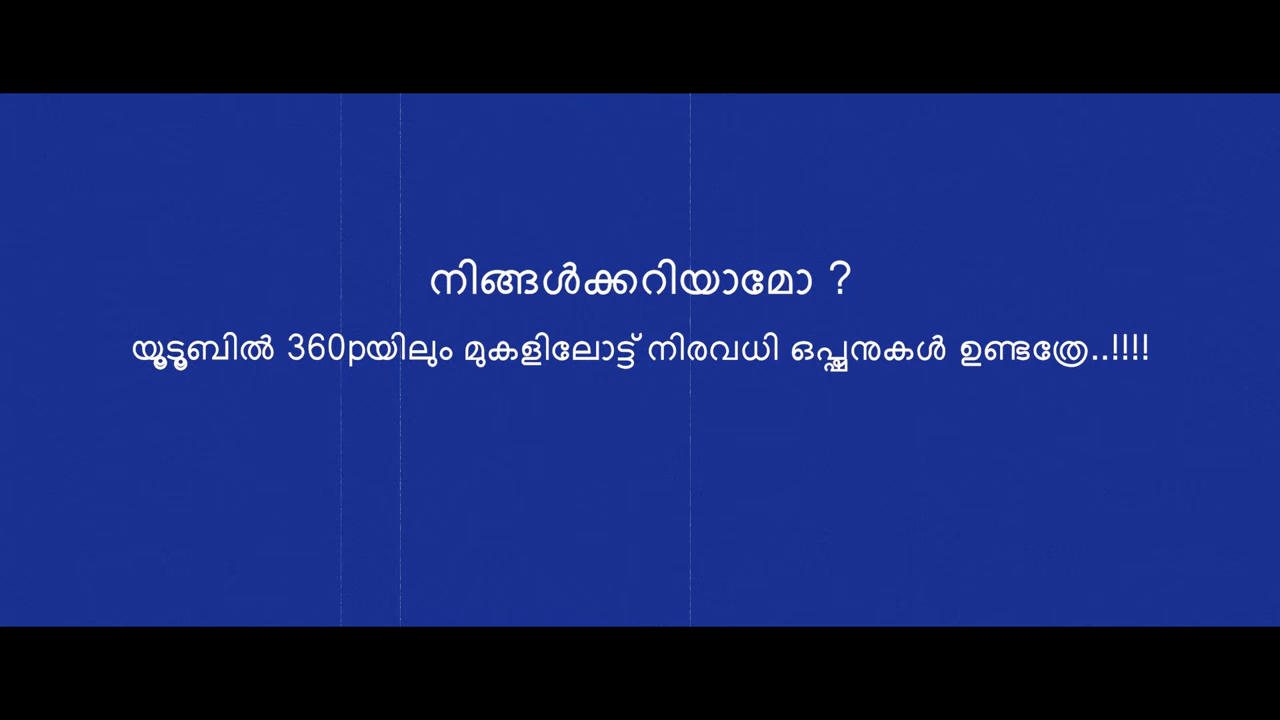 നിങ്ങൾക്കറിയാമോ ?
യൂടൂബിൽ 360pയിലും മുകളിലോട്ട് നിരവധി ഒപ്ഷനുകൾ ഉണ്ടത്രേ..!!!!